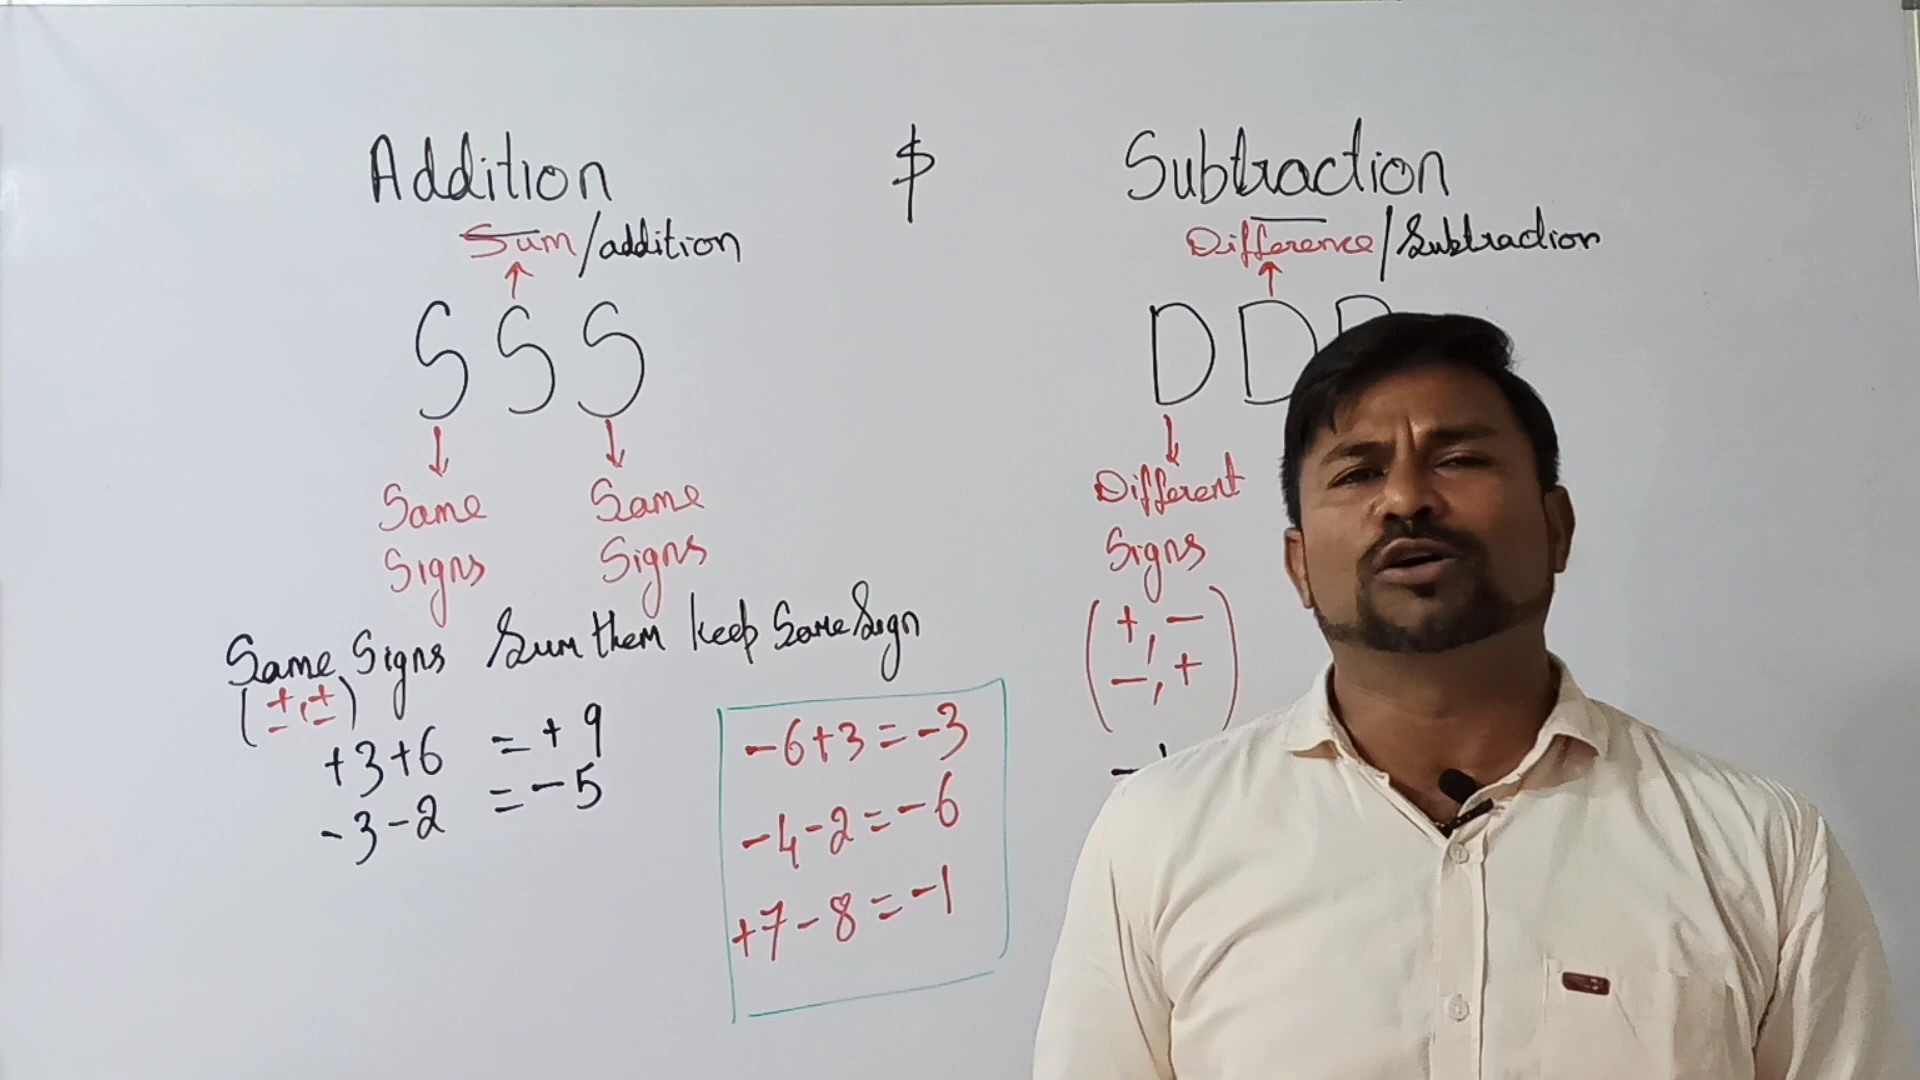 Addition $ Subtraction
Sum/addition
Difference/Subtraction
S S S
D D D
Same Signs
Same Signs
Different Signs
Same Signs Sum them keep Same Sign
(±,±)
(+,-
-,+)
+3+6 = +9
-3-2 = -5
-6+3=-3
-4-2=-6
+7-8=-1